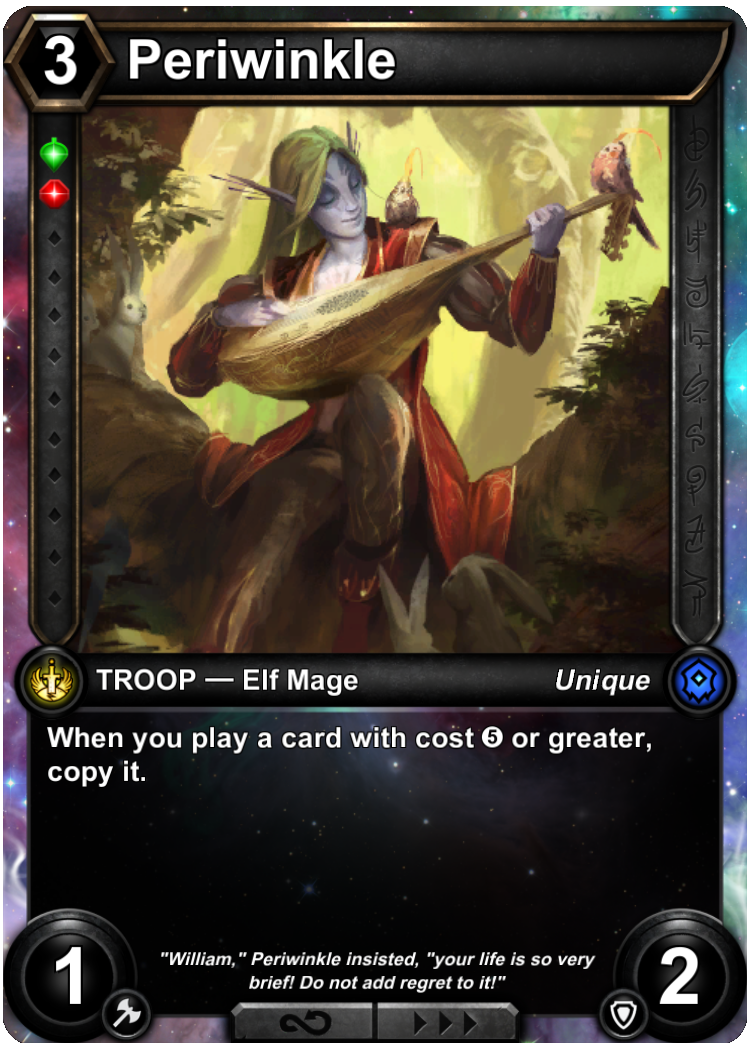 3 Periwinkle
TROOP — Elf Mage Unique
When you play a card with cost 5 or greater,
copy it.
"William," Periwinkle insisted, "your life is so very
brief! Do not add regret to it!"
1 2